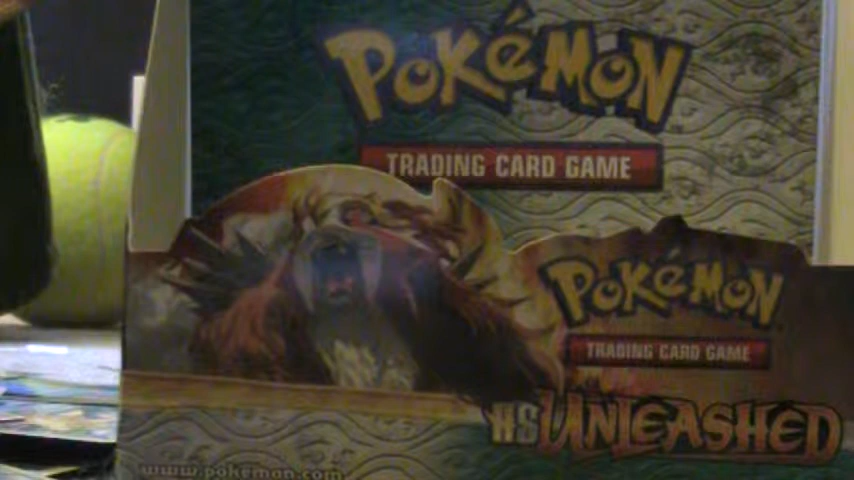 POKÉMON
TRADING CARD GAME
POKÉMON
TRADING CARD GAME
HS UNLEASHED
www.pokemon.com